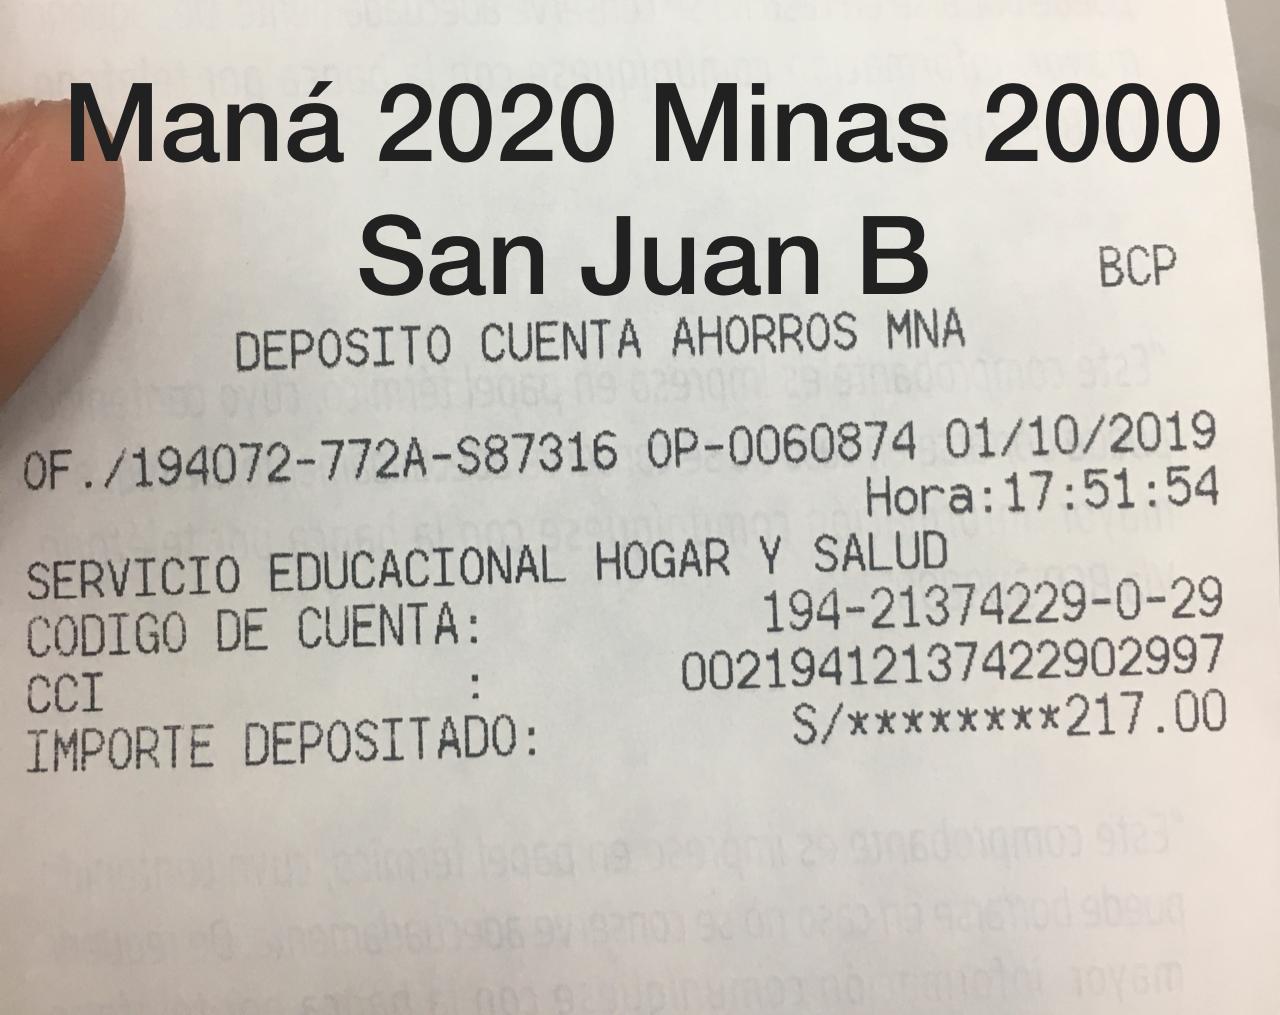 Maná 2020 Minas 2000
San Juan B
BCP
DEPOSITO CUENTA AHORROS MNA
OF./194072-772A-S87316 OP-0060874 01/10/2019
Hora:17:51:54
SERVICIO EDUCACIONAL HOGAR Y SALUD
CODIGO DE CUENTA: 194-21374229-0-29
CCI : 00219412137422902997
IMPORTE DEPOSITADO: S/********217.00